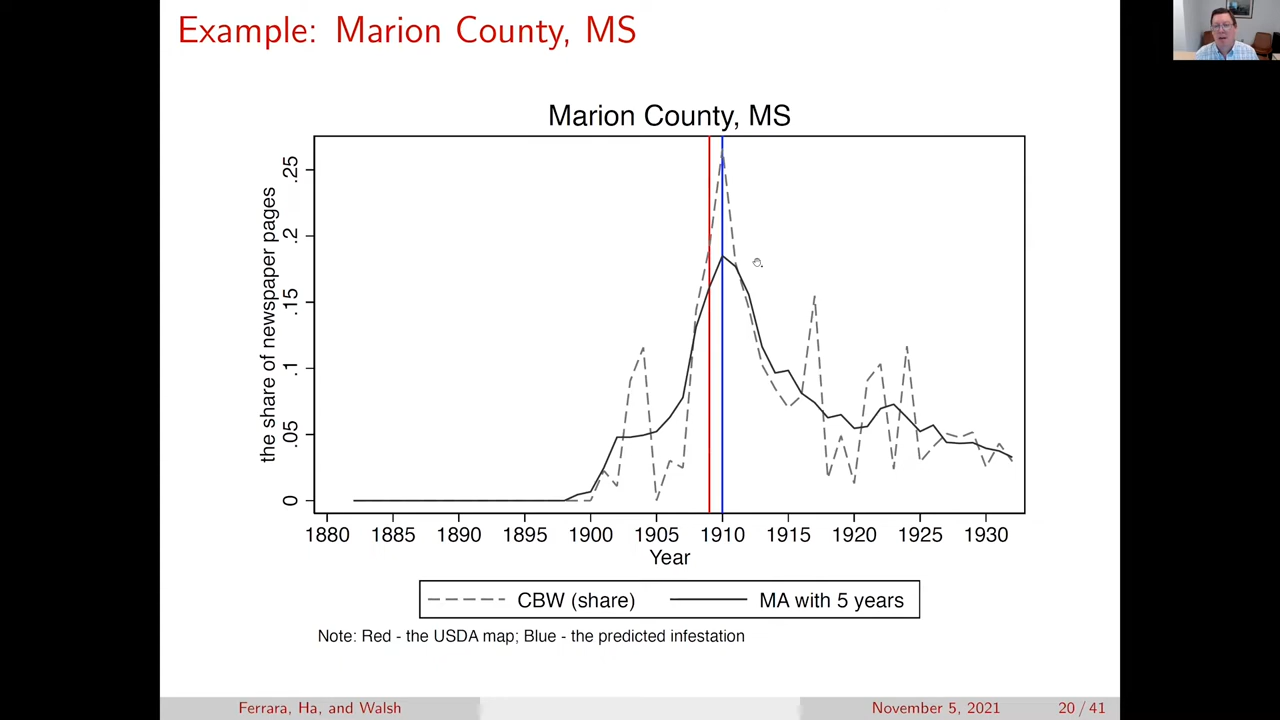 Example: Marion County, MS
Marion County, MS
the share of newspaper pages
.25
.2
.15
.1
.05
0
1880 1885 1890 1895 1900 1905 1910 1915 1920 1925 1930
Year
CBW (share) MA with 5 years
Note: Red - the USDA map; Blue - the predicted infestation
Ferrara, Ha, and Walsh November 5, 2021 20 / 41